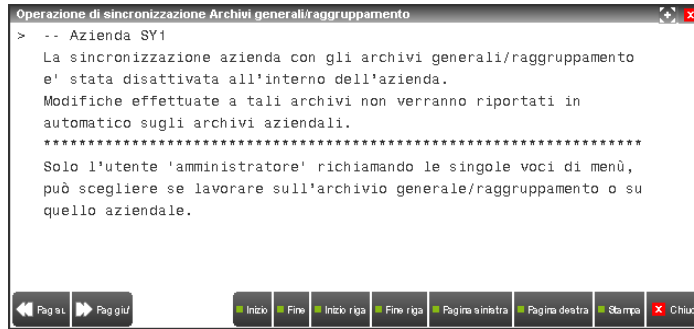 Operazione di sincronizzazione Archivi generali/raggruppamento
> -- Azienda SY1
La sincronizzazione azienda con gli archivi generali/raggruppamento
e' stata disattivata all'interno dell'azienda.
Modifiche effettuate a tali archivi non verranno riportati in
automatico sugli archivi aziendali.
********************************************************************
Solo l'utente 'amministratore' richiamando le singole voci di menù,
può scegliere se lavorare sull'archivio generale/raggruppamento o su
quello aziendale.
Pag su Pag giu' Inizio Fine Inizio riga Fine riga Pagina sinistra Pagina destra Stampa